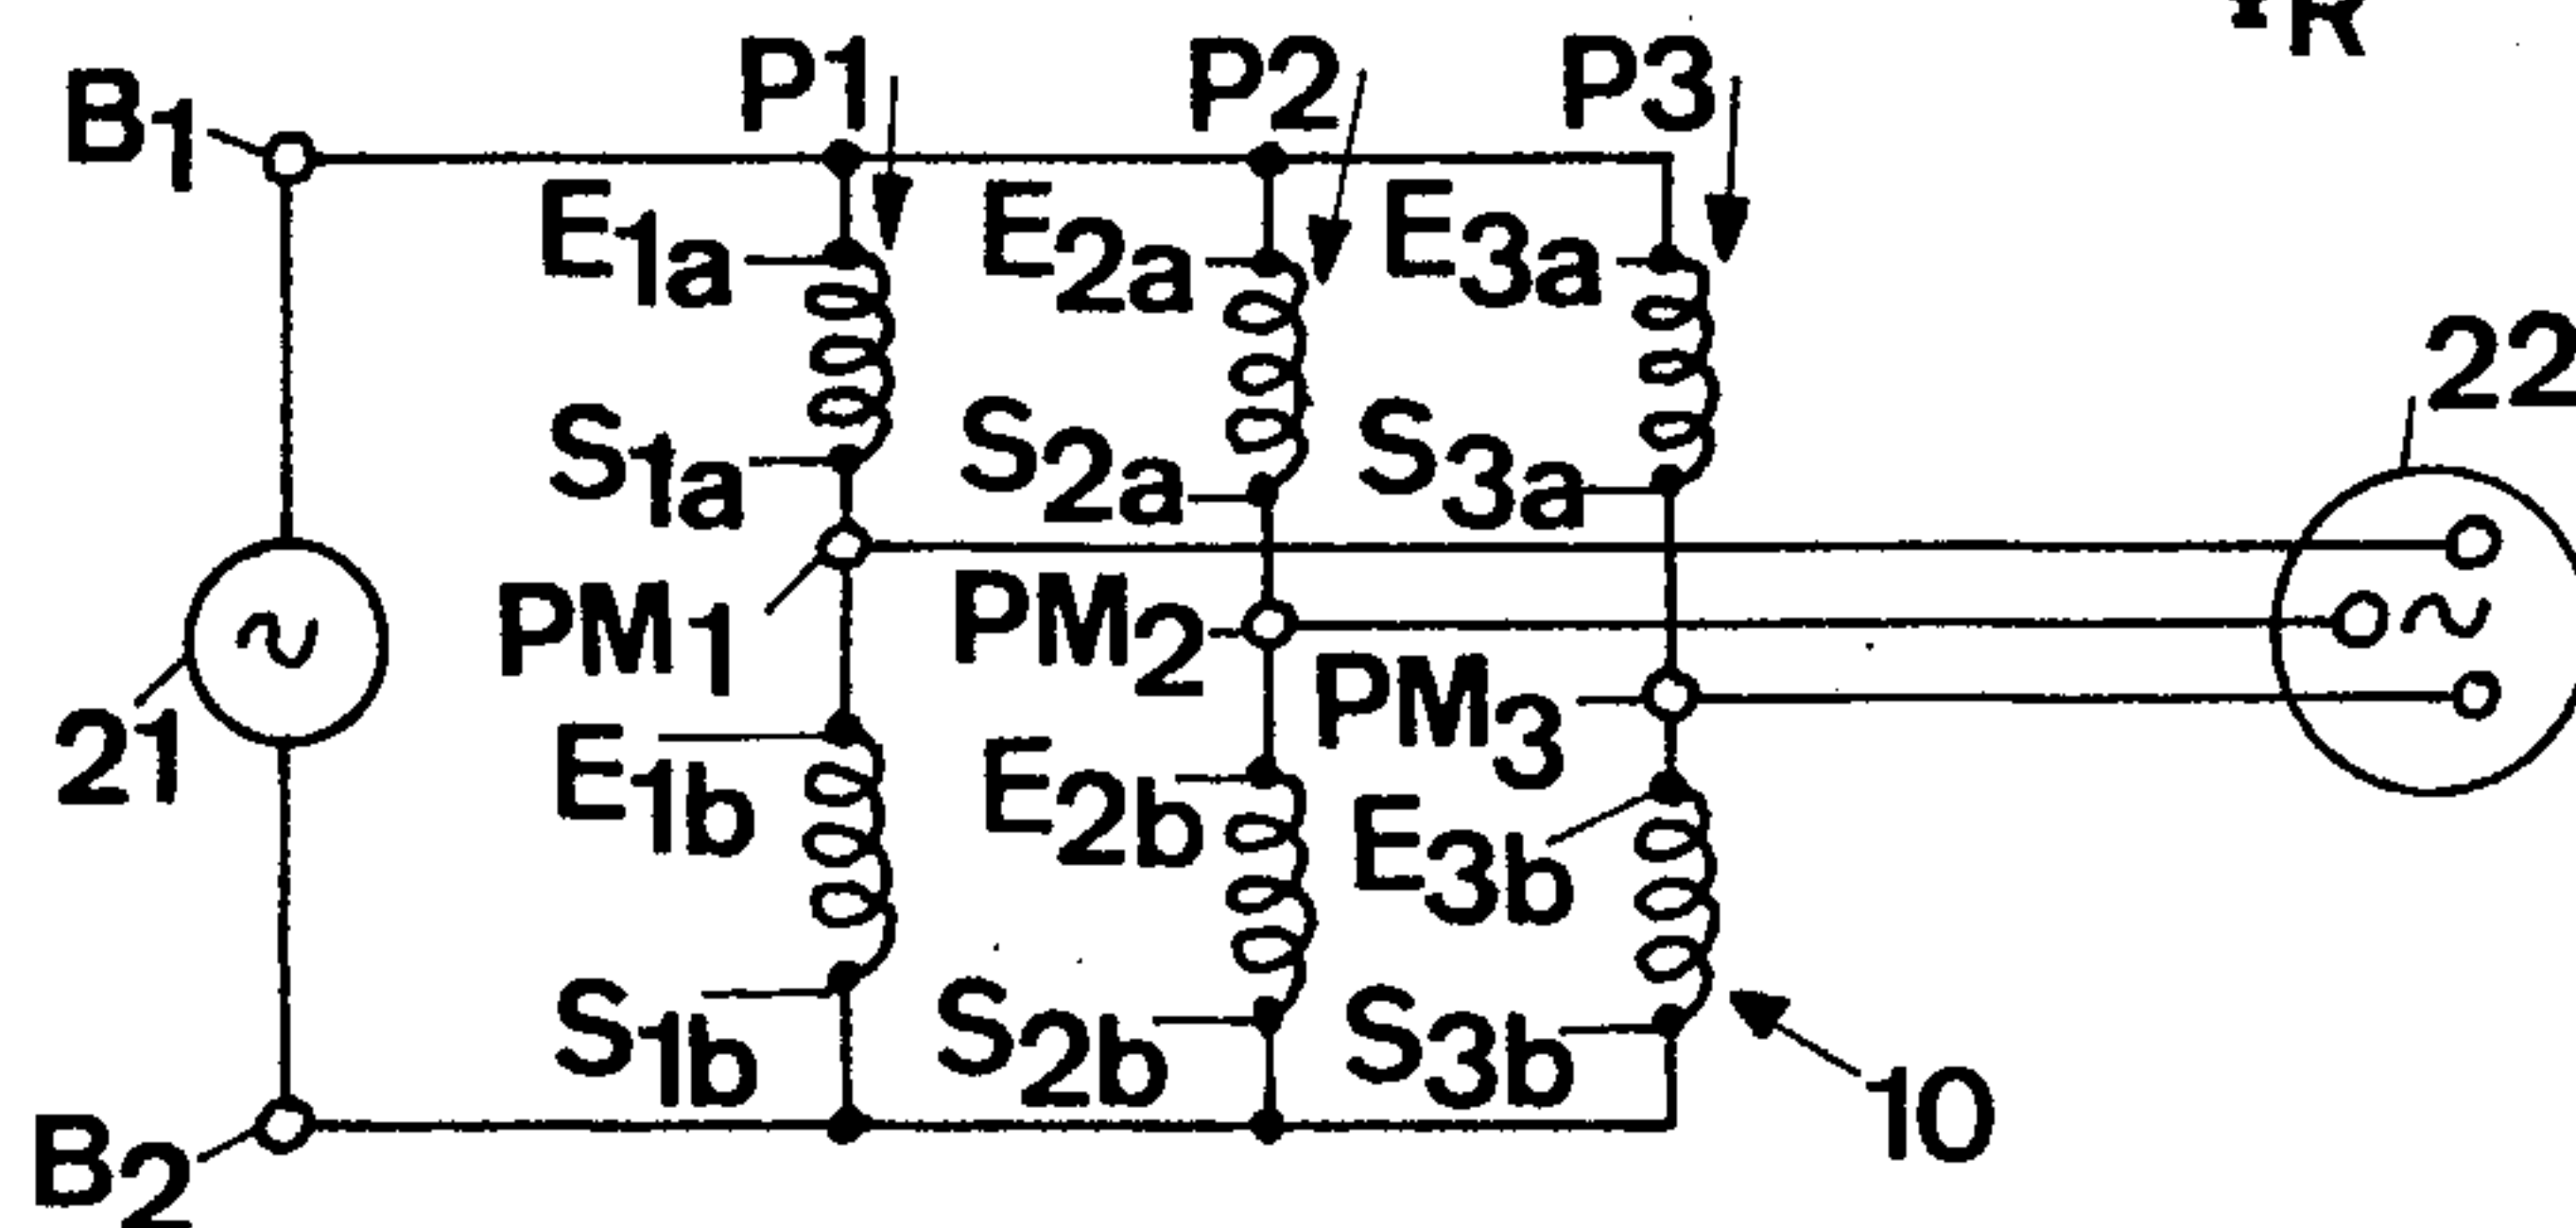 YR
P1 P2 P3
B1
E1a E2a E3a
22
S1a S2a S3a
PM1 PM2 PM3
21
E1b E2b E3b
S1b S2b S3b
10
B2